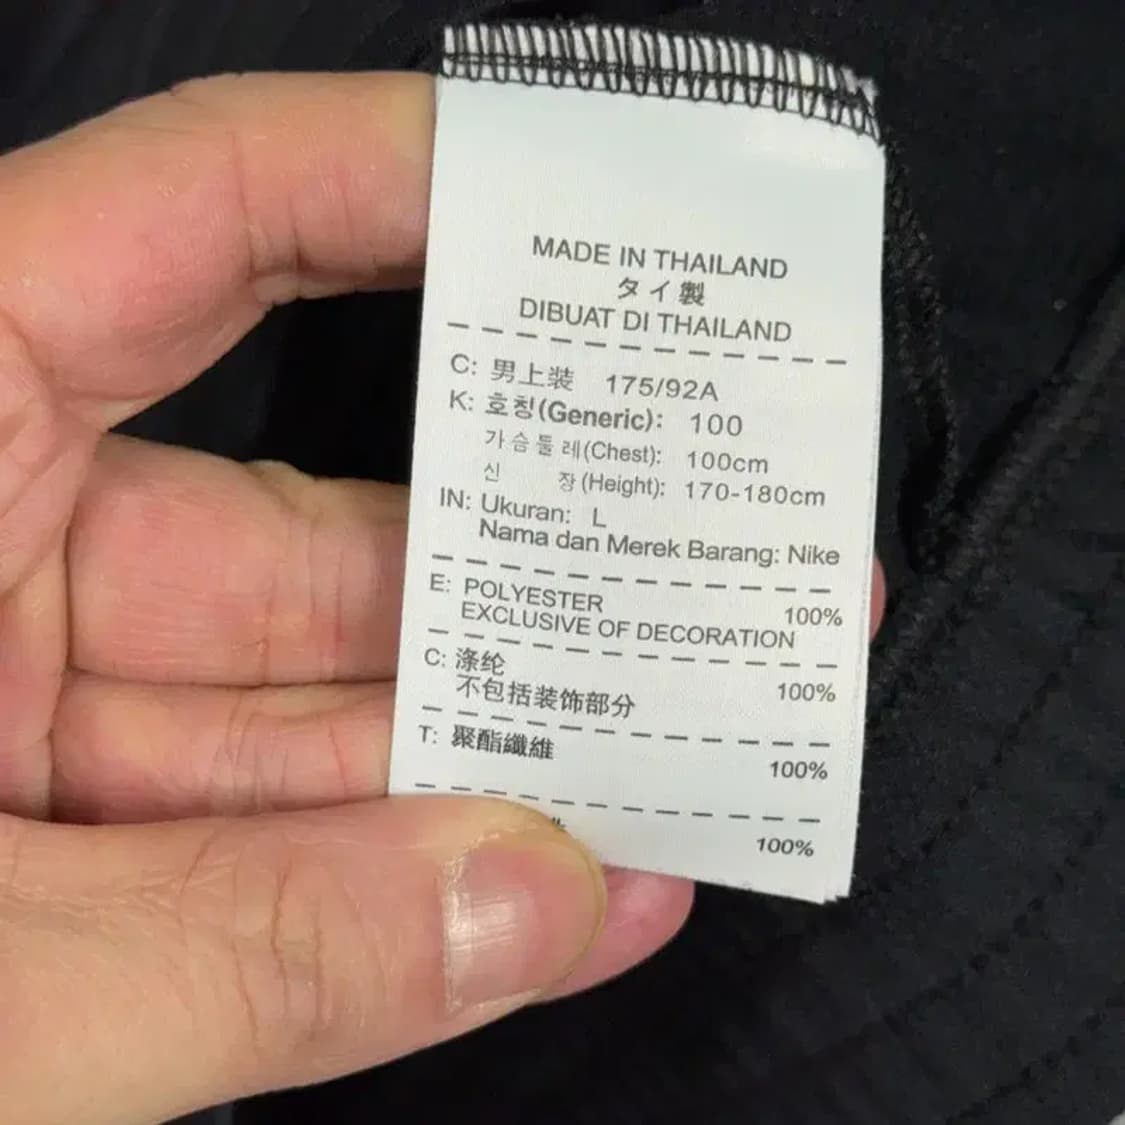 MADE IN THAILAND
タイ製
DIBUAT DI THAILAND
C: 男上装 175/92A
K: 호칭(Generic): 100
가슴둘레(Chest): 100cm
신 장(Height): 170-180cm
IN: Ukuran: L
Nama dan Merek Barang: Nike
E: POLYESTER 100%
EXCLUSIVE OF DECORATION
C: 涤纶 100%
不包括装饰部分
T: 聚酯纖維 100%
100%